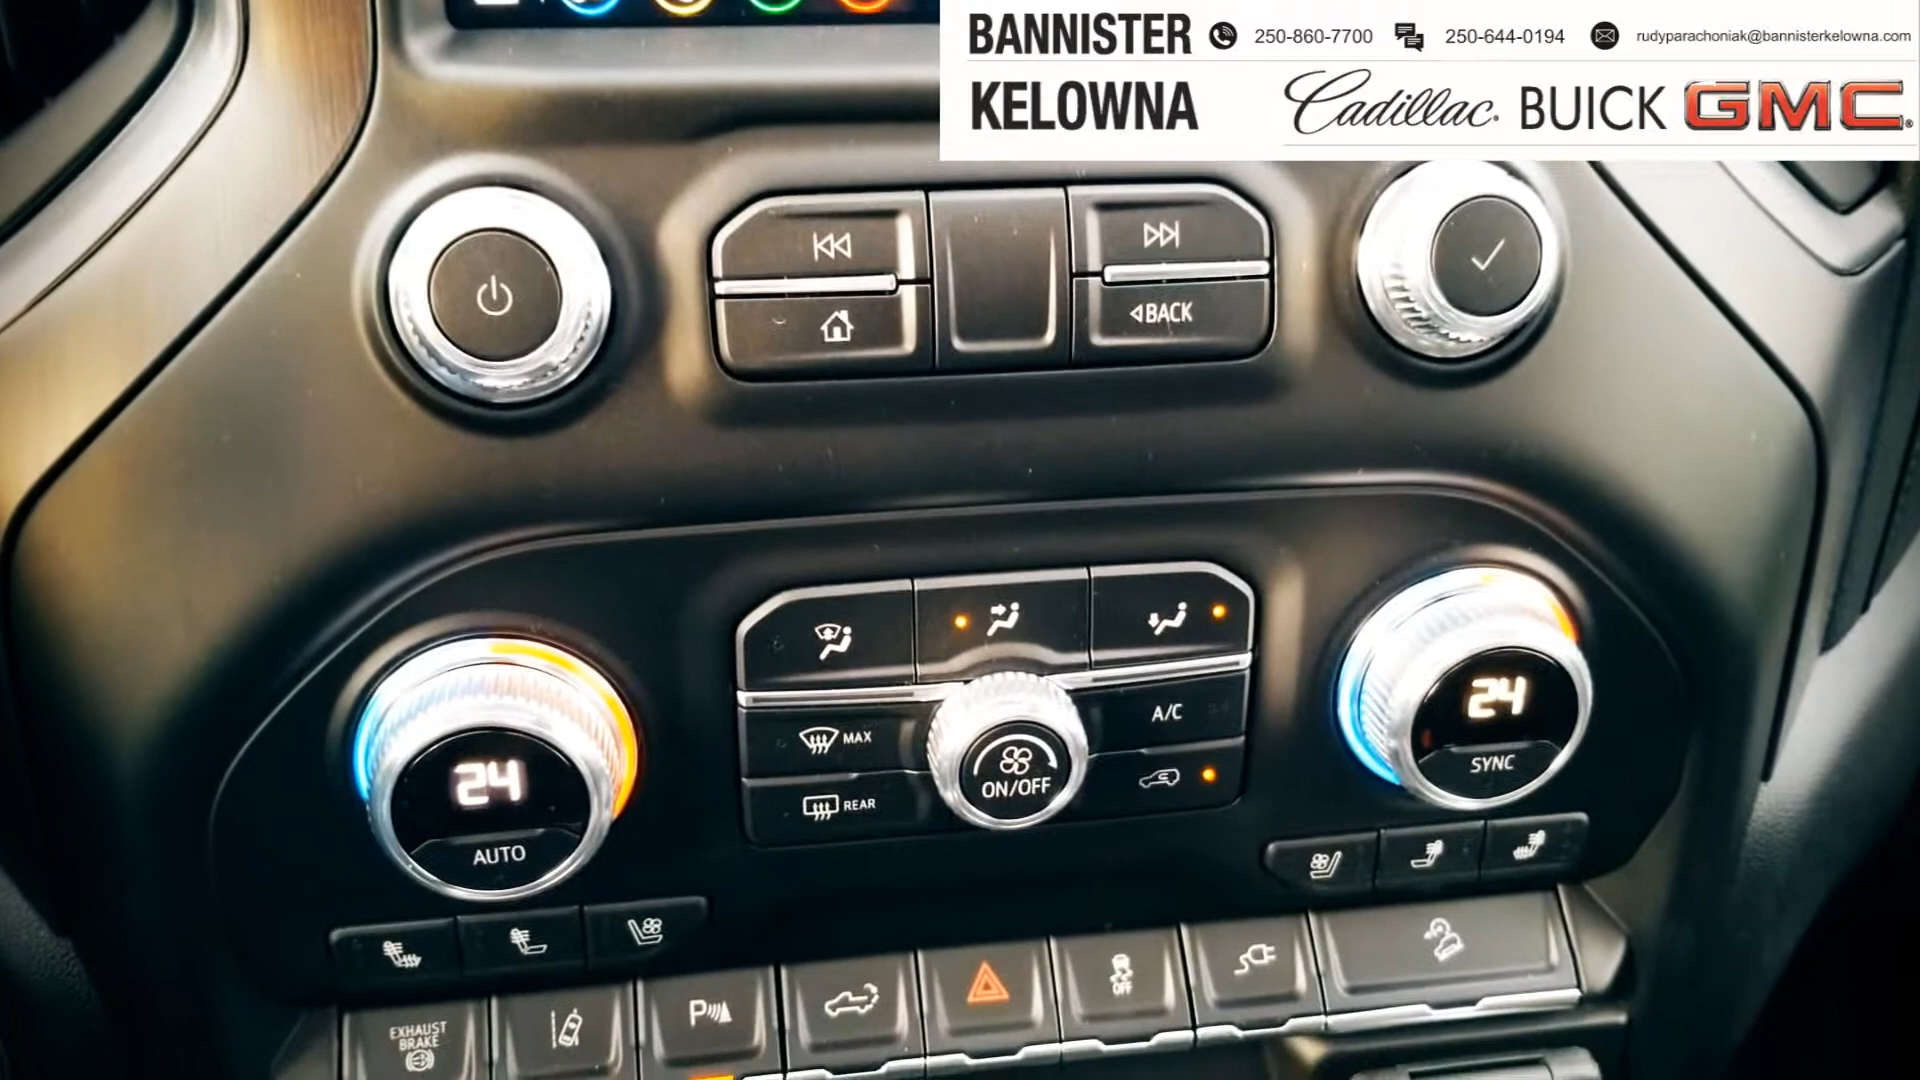 BANNISTER
KELOWNA
250-860-7700
250-644-0194
rudyparachoniak@bannisterkelowna.com
Cadillac BUICK GMC
BACK
MAX
A/C
ON/OFF
REAR
24
AUTO
24
SYNC
EXHAUST
BRAKE
P
OFF